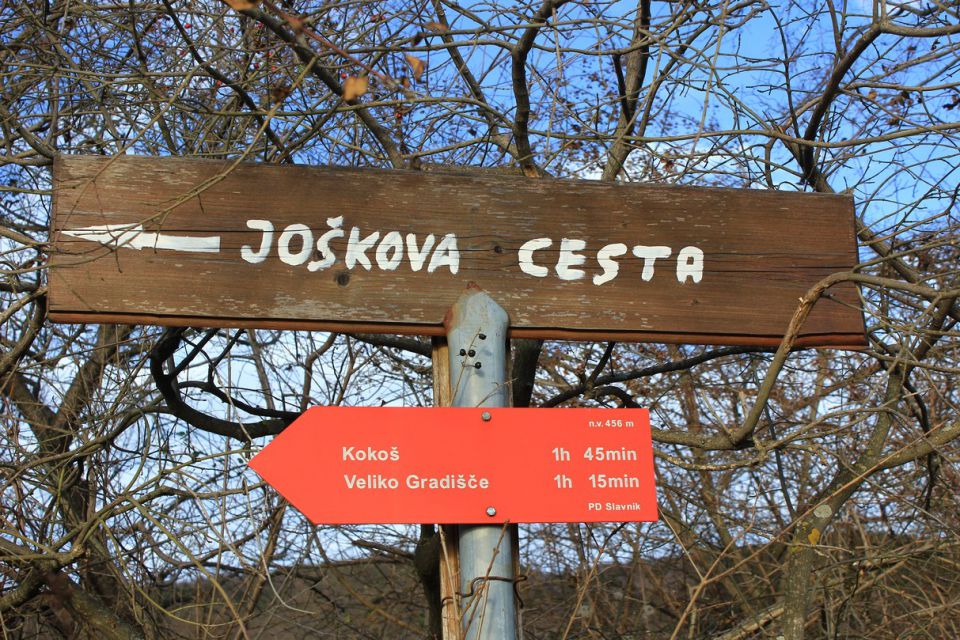 JOŠKOVA CESTA
n.v. 456 m
Kokoš 1h 45min
Veliko Gradišče 1h 15min
PD Slavnik